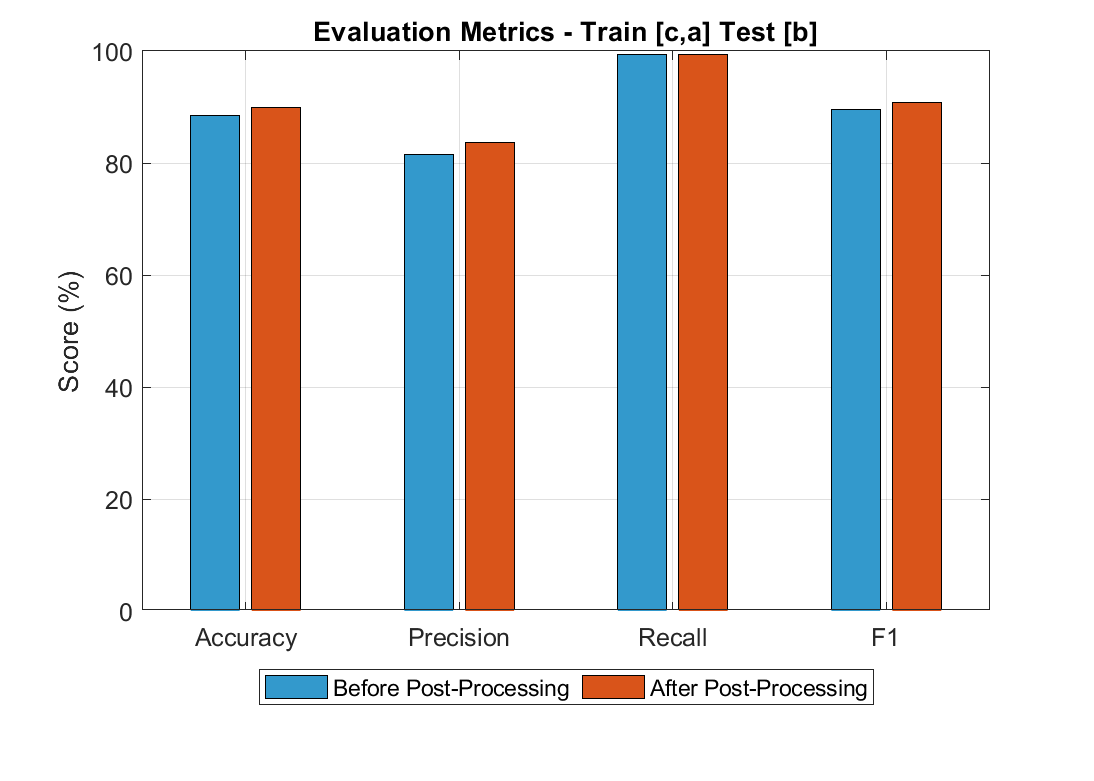 Evaluation Metrics - Train [c,a] Test [b]
100
80
60
40
20
0
Score (%)
Accuracy Precision Recall F1
Before Post-Processing After Post-Processing